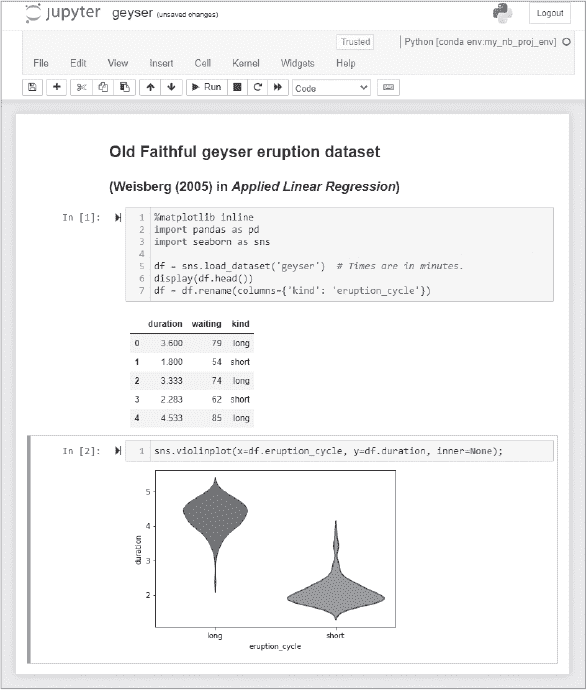 jupyter geyser (unsaved changes)
Logout
Trusted
Python [conda env:my_nb_proj_env]
File Edit View Insert Cell Kernel Widgets Help
Run Code
Old Faithful geyser eruption dataset
(Weisberg (2005) in Applied Linear Regression)
In [1]:
1 %matplotlib inline
2 import pandas as pd
3 import seaborn as sns
4
5 df = sns.load_dataset('geyser') # Times are in minutes.
6 display(df.head())
7 df = df.rename(columns={'kind': 'eruption_cycle'})
duration waiting kind
0 3.600 79 long
1 1.800 54 short
2 3.333 74 long
3 2.283 62 short
4 4.533 85 long
In [2]:
1 sns.violinplot(x=df.eruption_cycle, y=df.duration, inner=None);
5
4
3
2
duration
long short
eruption_cycle